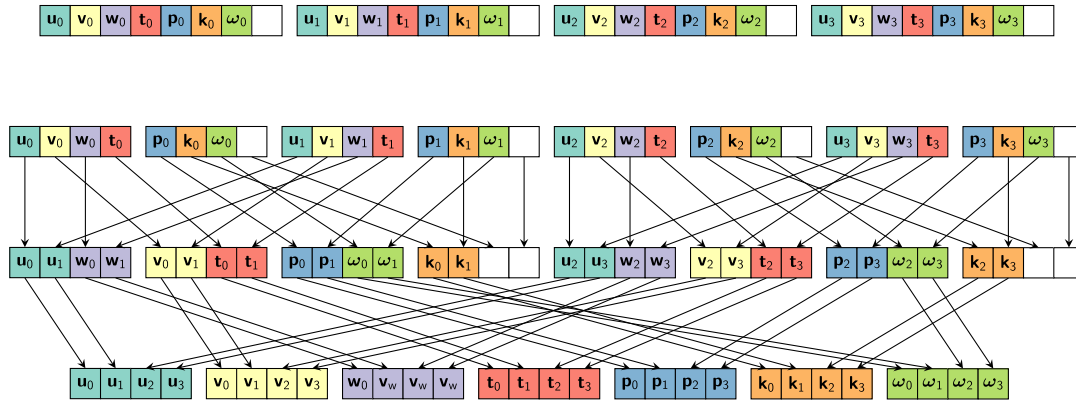 u₀ v₀ w₀ t₀ p₀ k₀ ω₀ u₁ v₁ w₁ t₁ p₁ k₁ ω₁ u₂ v₂ w₂ t₂ p₂ k₂ ω₂ u₃ v₃ w₃ t₃ p₃ k₃ ω₃
u₀ v₀ w₀ t₀ p₀ k₀ ω₀ u₁ v₁ w₁ t₁ p₁ k₁ ω₁ u₂ v₂ w₂ t₂ p₂ k₂ ω₂ u₃ v₃ w₃ t₃ p₃ k₃ ω₃
u₀ u₁ w₀ w₁ v₀ v₁ t₀ t₁ p₀ p₁ ω₀ ω₁ k₀ k₁ u₂ u₃ w₂ w₃ v₂ v₃ t₂ t₃ p₂ p₃ ω₂ ω₃ k₂ k₃
u₀ u₁ u₂ u₃ v₀ v₁ v₂ v₃ w₀ v_w v_w v_w t₀ t₁ t₂ t₃ p₀ p₁ p₂ p₃ k₀ k₁ k₂ k₃ ω₀ ω₁ ω₂ ω₃